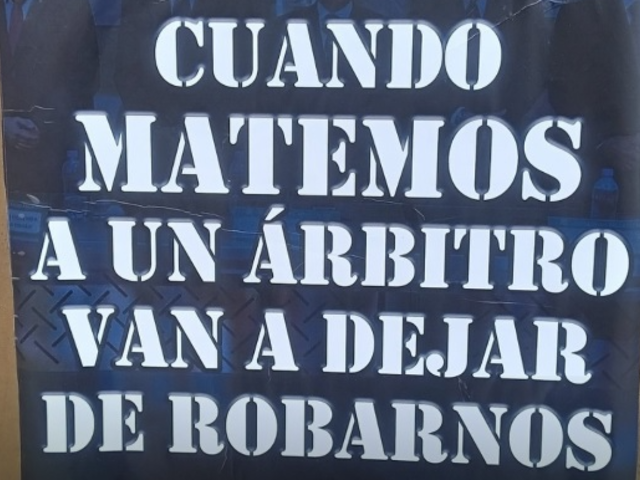 CUANDO
MATEMOS
A UN ÁRBITRO
VAN A DEJAR
DE ROBARNOS